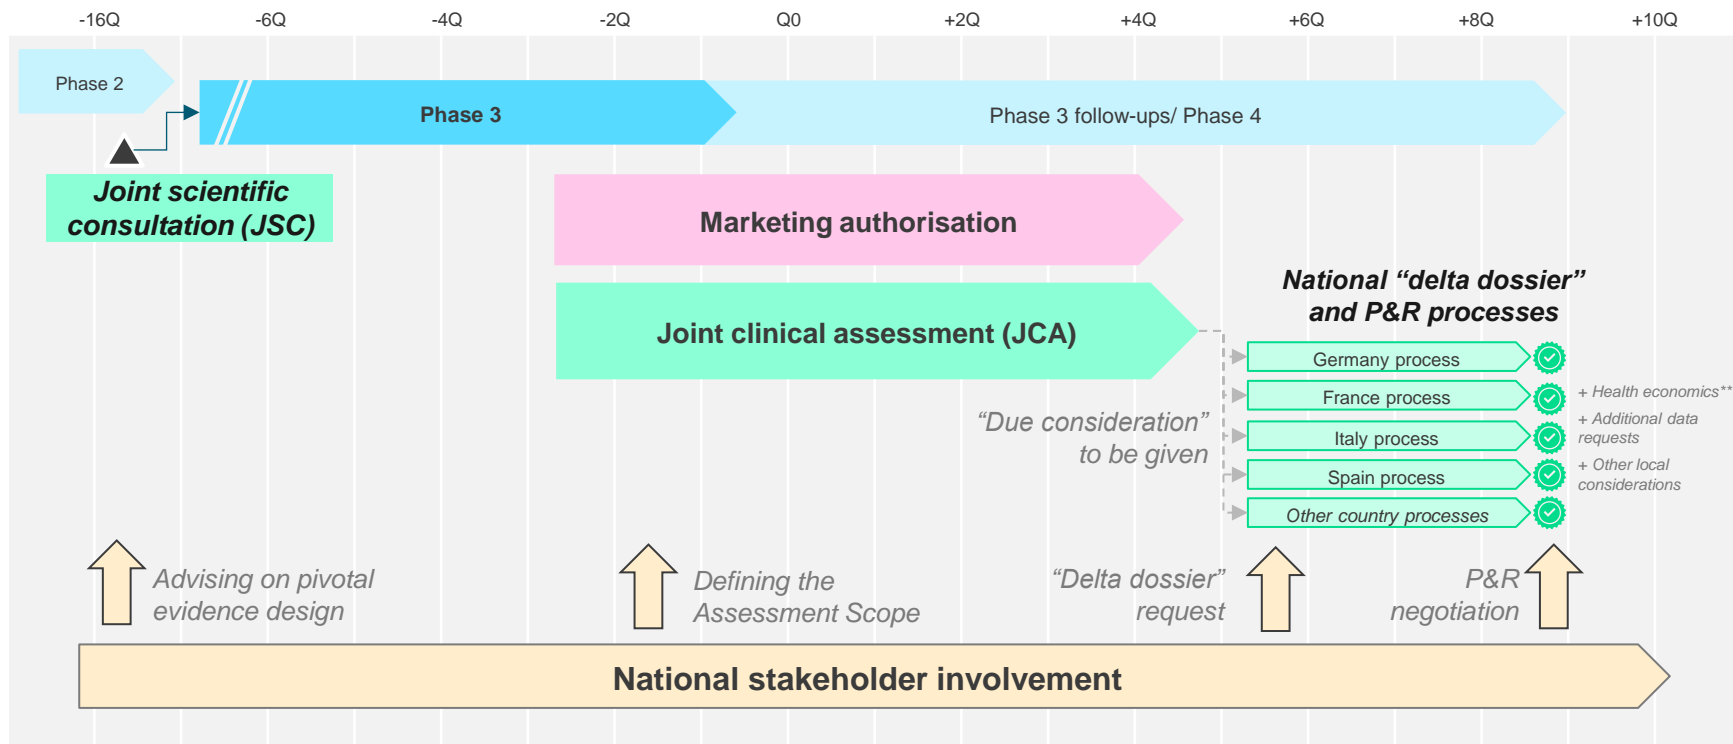 -16Q
-6Q
-4Q
-2Q
Q0
+2Q
+4Q
+6Q
+8Q
+10Q
Phase 2
Phase 3
Phase 3 follow-ups/ Phase 4
Joint scientific
consultation (JSC)
Marketing authorisation
Joint clinical assessment (JCA)
National “delta dossier”
and P&R processes
Germany process
France process
Italy process
Spain process
Other country processes
+ Health economics**
+ Additional data
requests
+ Other local
considerations
“Due consideration”
to be given
Advising on pivotal
evidence design
Defining the
Assessment Scope
“Delta dossier”
request
P&R
negotiation
National stakeholder involvement